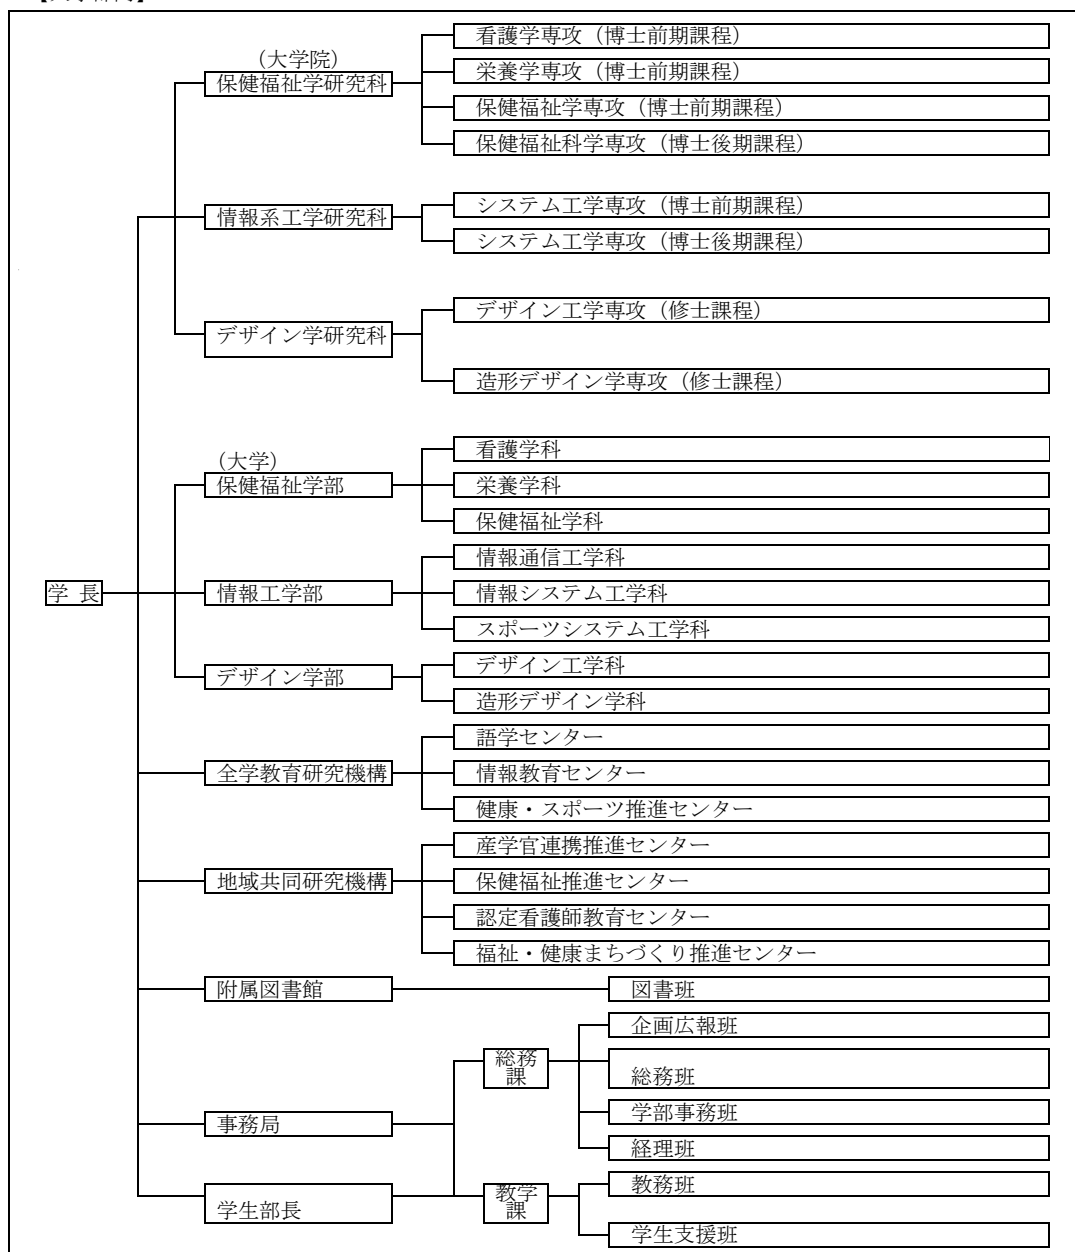 （大学院）
保健福祉学研究科
看護学専攻（博士前期課程）
栄養学専攻（博士前期課程）
保健福祉学専攻（博士前期課程）
保健福祉科学専攻（博士後期課程）
情報系工学研究科
システム工学専攻（博士前期課程）
システム工学専攻（博士後期課程）
デザイン学研究科
デザイン工学専攻（修士課程）
造形デザイン学専攻（修士課程）
（大学）
保健福祉学部
看護学科
栄養学科
保健福祉学科
学 長
情報工学部
情報通信工学科
情報システム工学科
スポーツシステム工学科
デザイン学部
デザイン工学科
造形デザイン学科
全学教育研究機構
語学センター
情報教育センター
健康・スポーツ推進センター
地域共同研究機構
産学官連携推進センター
保健福祉推進センター
認定看護師教育センター
福祉・健康まちづくり推進センター
附属図書館
図書班
事務局
総務
課
企画広報班
総務班
学部事務班
経理班
学生部長
教学
課
教務班
学生支援班